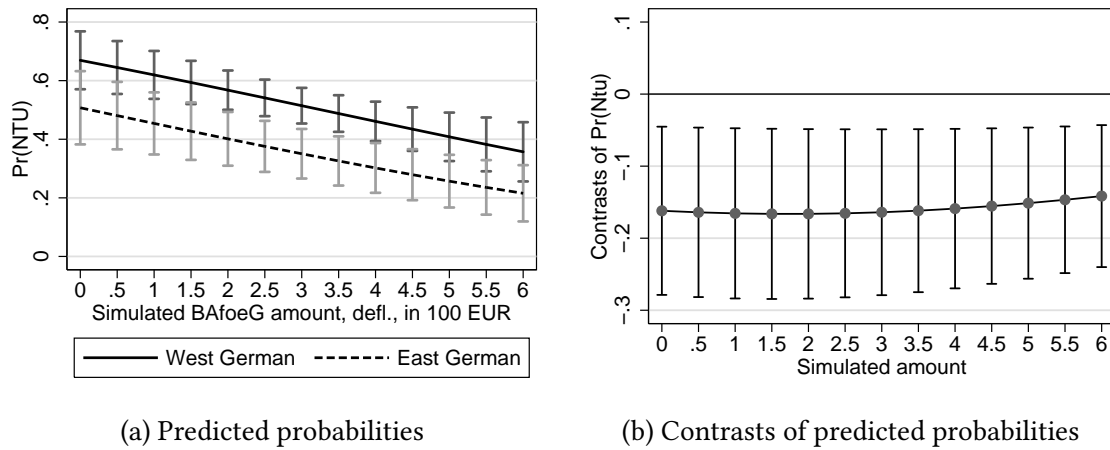 Pr(NTU)
.8
.6
.4
.2
0
0 .5 1 1.5 2 2.5 3 3.5 4 4.5 5 5.5 6
Simulated BAfoeG amount, defl., in 100 EUR
West German East German
(a) Predicted probabilities
Contrasts of Pr(Ntu)
.1
0
-.1
-.2
-.3
0 .5 1 1.5 2 2.5 3 3.5 4 4.5 5 5.5 6
Simulated amount
(b) Contrasts of predicted probabilities